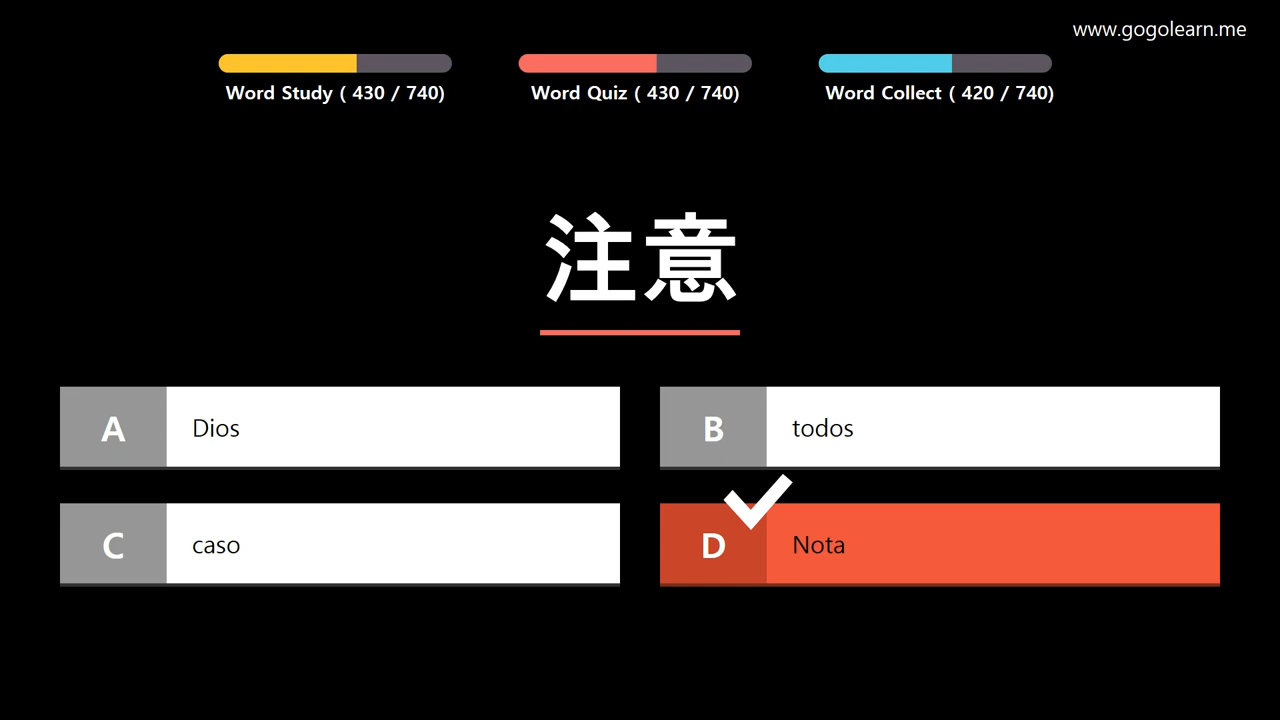 www.gogolearn.me
Word Study ( 430 / 740)
Word Quiz ( 430 / 740)
Word Collect ( 420 / 740)
注意
A Dios
B todos
C caso
D Nota